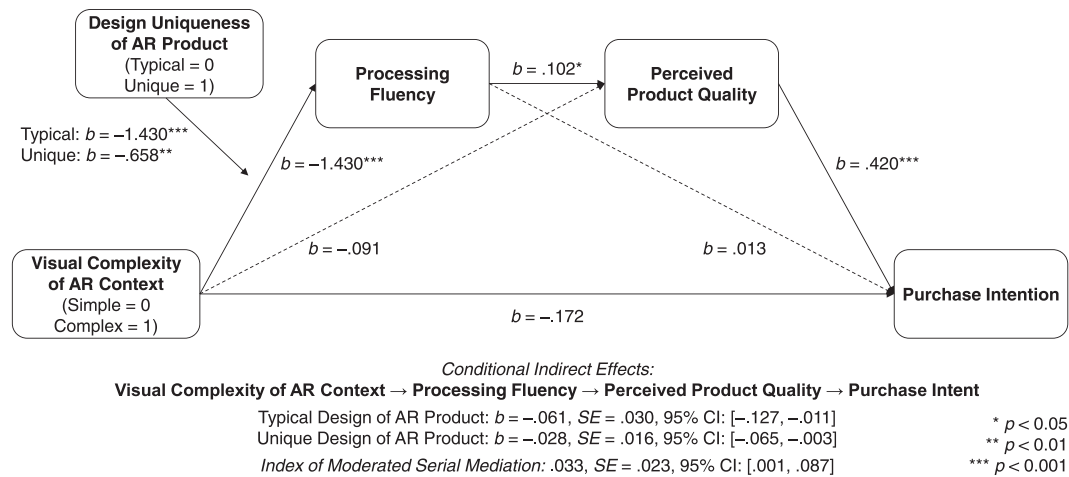 Design Uniqueness
of AR Product
(Typical = 0
Unique = 1)
Processing
Fluency
b = .102*
Perceived
Product Quality
Typical: b = –1.430***
Unique: b = –.658**
b = –1.430***
b = .420***
b = –.091
b = .013
Visual Complexity
of AR Context
(Simple = 0
Complex = 1)
Purchase Intention
b = –.172
Conditional Indirect Effects:
Visual Complexity of AR Context → Processing Fluency → Perceived Product Quality → Purchase Intent
Typical Design of AR Product: b = –.061, SE = .030, 95% CI: [–.127, –.011]
Unique Design of AR Product: b = –.028, SE = .016, 95% CI: [–.065, –.003]
Index of Moderated Serial Mediation: .033, SE = .023, 95% CI: [.001, .087]
* p < 0.05
** p < 0.01
*** p < 0.001